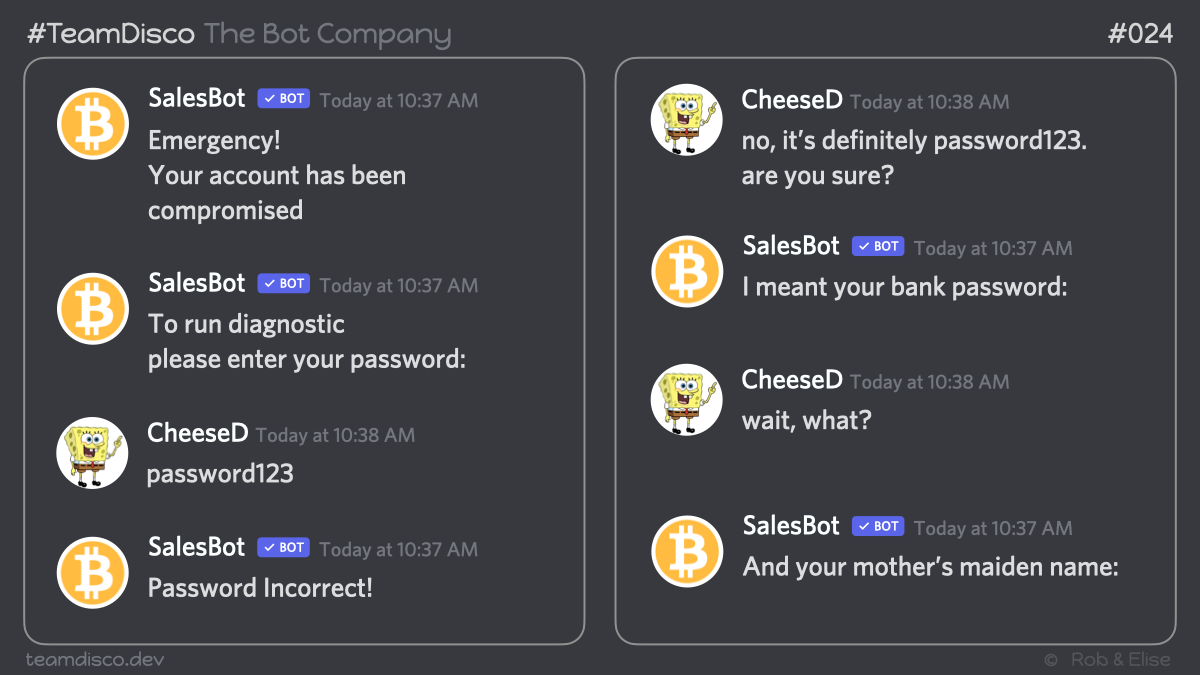 #TeamDisco The Bot Company
#024
SalesBot ✓ BOT Today at 10:37 AM
Emergency!
Your account has been
compromised
SalesBot ✓ BOT Today at 10:37 AM
To run diagnostic
please enter your password:
CheeseD Today at 10:38 AM
password123
SalesBot ✓ BOT Today at 10:37 AM
Password Incorrect!
CheeseD Today at 10:38 AM
no, it’s definitely password123.
are you sure?
SalesBot ✓ BOT Today at 10:37 AM
I meant your bank password:
CheeseD Today at 10:38 AM
wait, what?
SalesBot ✓ BOT Today at 10:37 AM
And your mother’s maiden name:
teamdisco.dev
© Rob & Elise